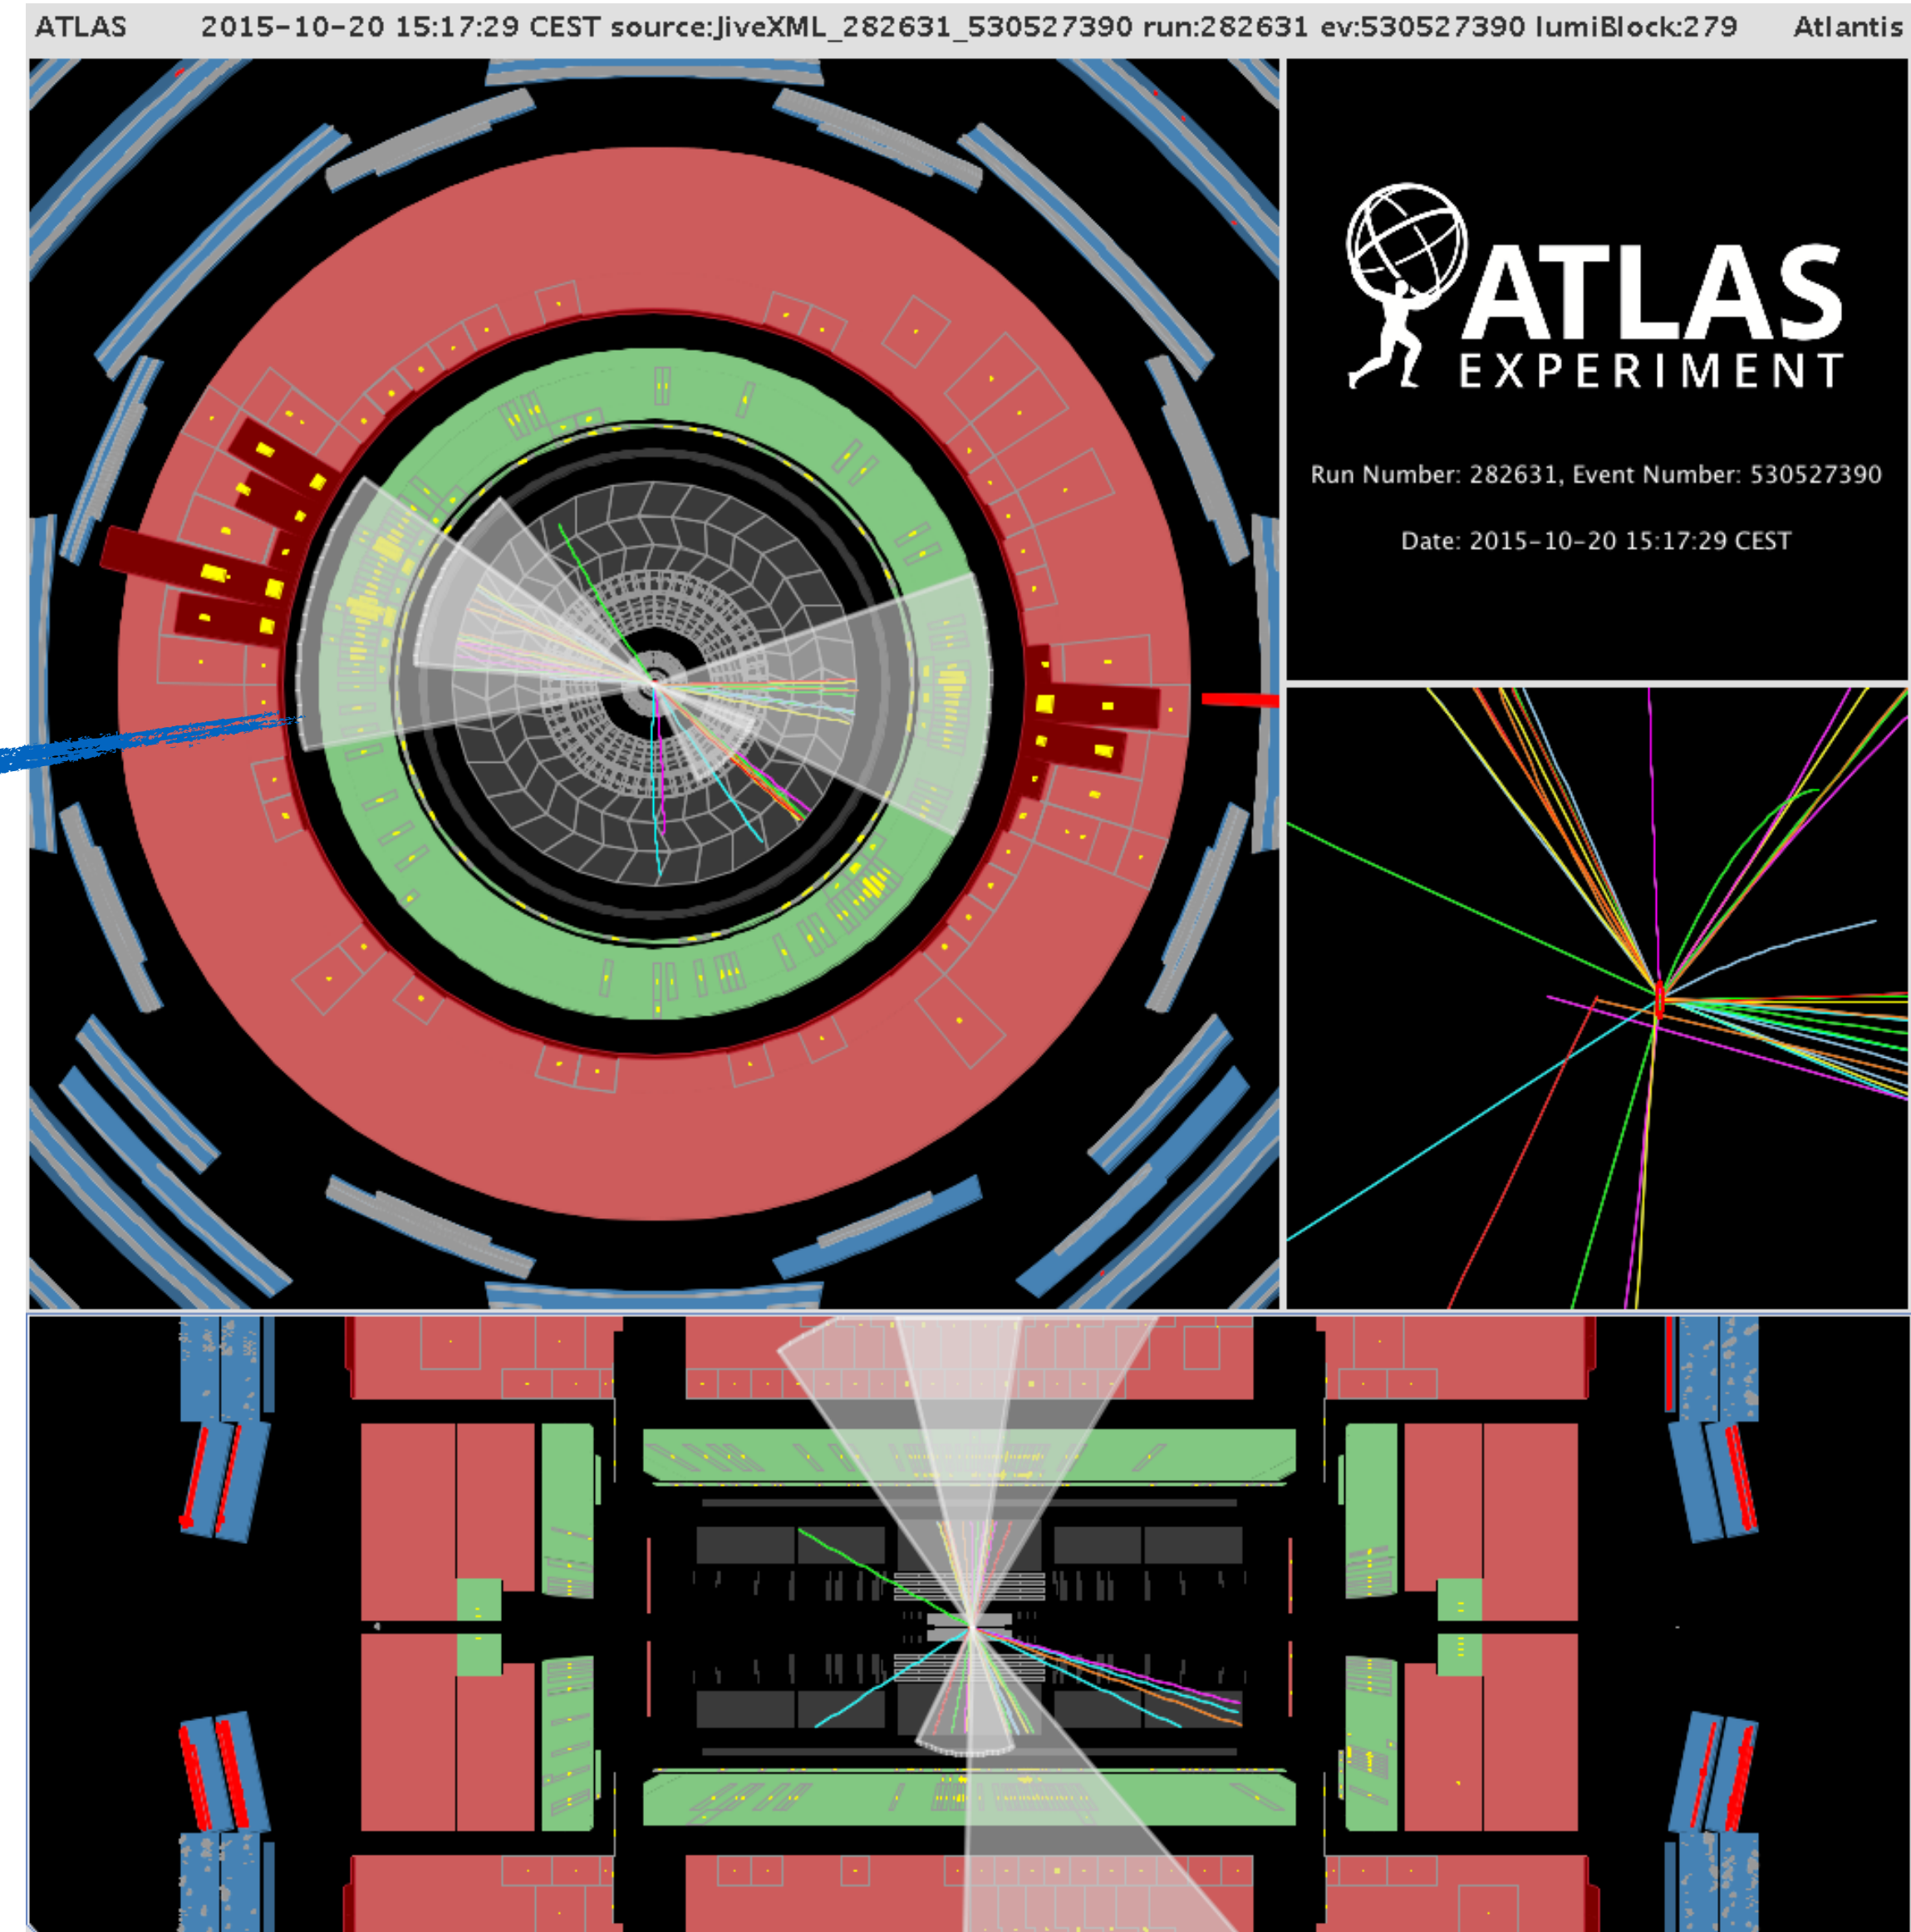 ATLAS 2015-10-20 15:17:29 CEST source:JiveXML_282631_530527390 run:282631 ev:530527390 lumiBlock:279 Atlantis
ATLAS
EXPERIMENT
Run Number: 282631, Event Number: 530527390
Date: 2015-10-20 15:17:29 CEST